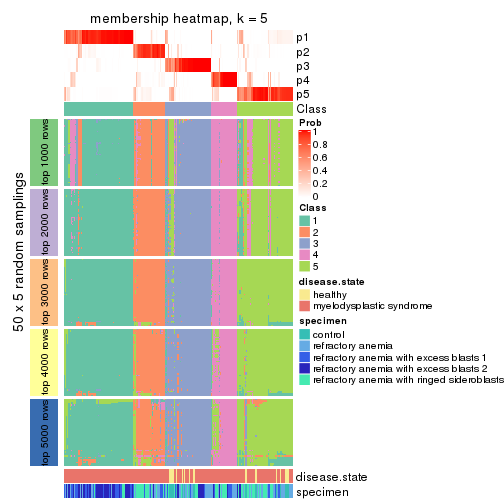 membership heatmap, k = 5
p1
p2
p3
p4
p5
Class
50 x 5 random samplings
top 1000 rows
top 2000 rows
top 3000 rows
top 4000 rows
top 5000 rows
Prob
1
0.8
0.6
0.4
0.2
0
Class
1
2
3
4
5
disease.state
healthy
myelodysplastic syndrome
specimen
control
refractory anemia
refractory anemia with excess blasts 1
refractory anemia with excess blasts 2
refractory anemia with ringed sideroblasts
disease.state
specimen